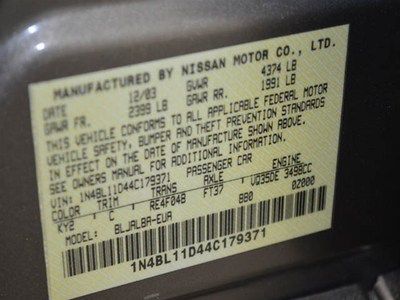 MANUFACTURED BY NISSAN MOTOR CO., LTD.
DATE 12/03 GVWR 4374 LB
GAWR FR. 2399 LB GAWR RR. 1991 LB
THIS VEHICLE CONFORMS TO ALL APPLICABLE FEDERAL MOTOR
VEHICLE SAFETY, BUMPER AND THEFT PREVENTION STANDARDS
IN EFFECT ON THE DATE OF MANUFACTURE SHOWN ABOVE.
SEE OWNERS MANUAL FOR ADDITIONAL INFORMATION
VIN: 1N4BL11D44C179371 PASSENGER CAR
COLOR TRIM TRANS AXLE ENGINE
KY2 C RE4F04B FT37 VQ35DE 3498CC
MODEL: BLJALBA-EUA BB0 0Z000
1N4BL11D44C179371